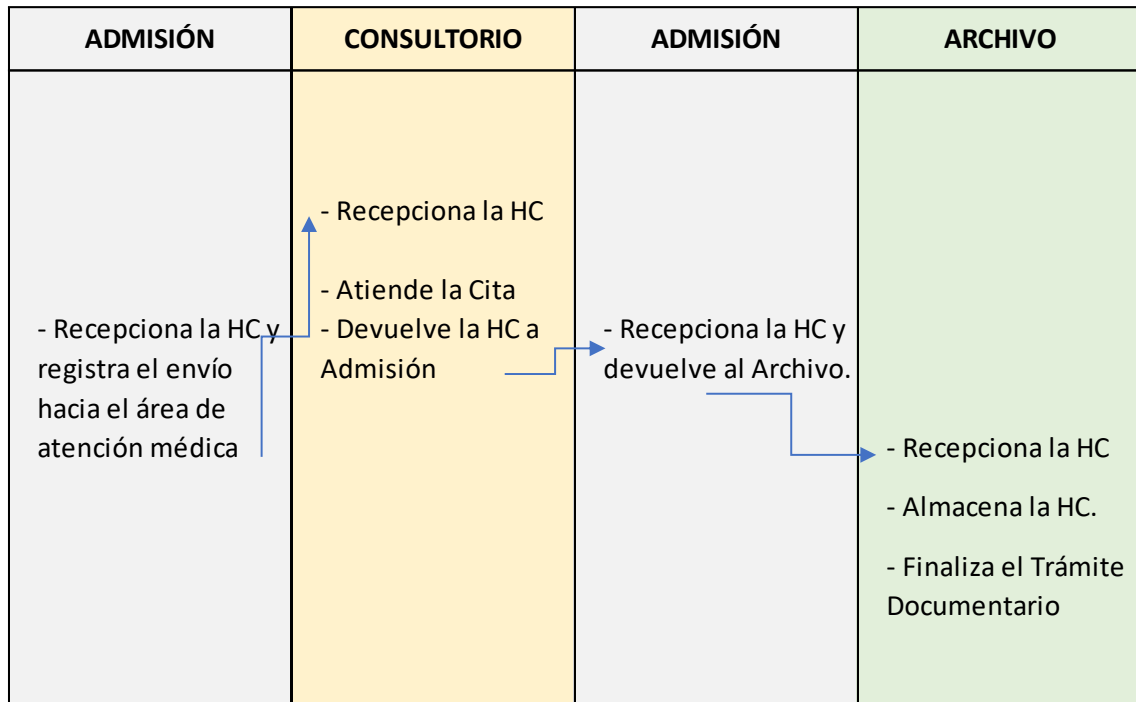 ADMISIÓN
CONSULTORIO
ADMISIÓN
ARCHIVO
- Recepciona la HC y
registra el envío
hacia el área de
atención médica
- Recepciona la HC
- Atiende la Cita
- Devuelve la HC a
Admisión
- Recepciona la HC y
devuelve al Archivo.
- Recepciona la HC
- Almacena la HC.
- Finaliza el Trámite
Documentario